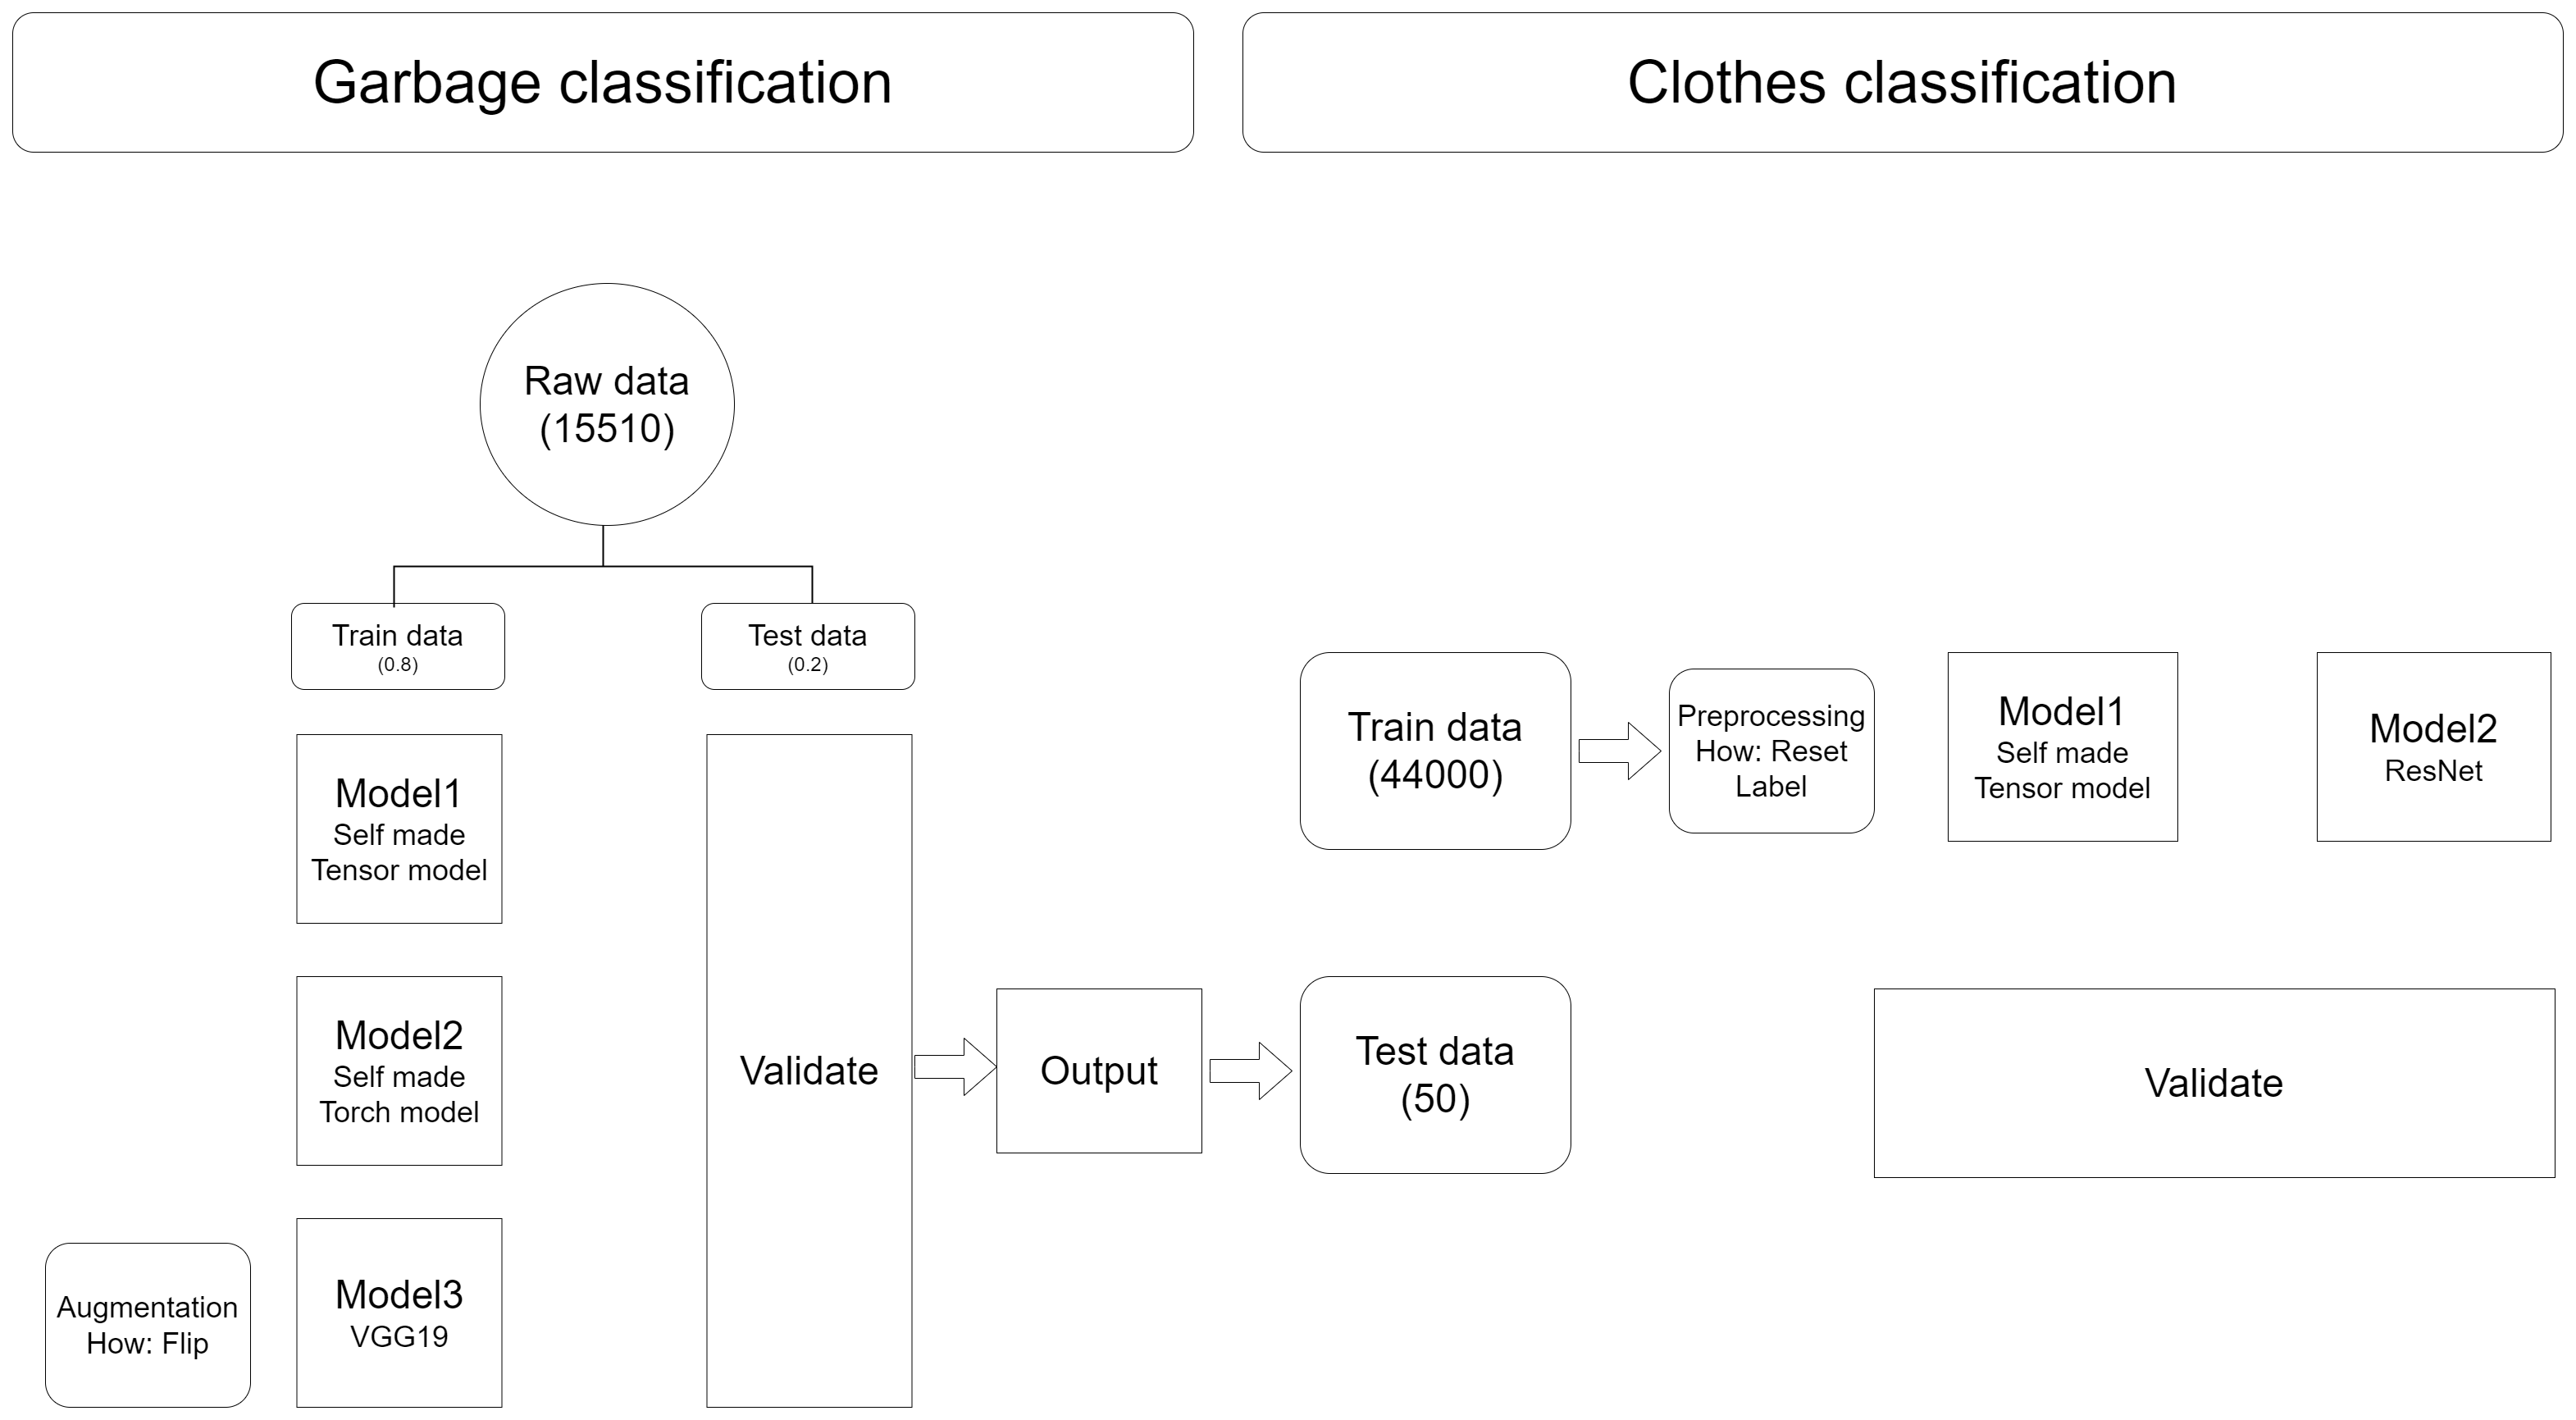 Garbage classification
Clothes classification
Raw data
(15510)
Train data
(0.8)
Test data
(0.2)
Model1
Self made
Tensor model
Model2
Self made
Torch model
Augmentation
How: Flip
Model3
VGG19
Validate
Output
Train data
(44000)
Preprocessing
How: Reset
Label
Model1
Self made
Tensor model
Model2
ResNet
Test data
(50)
Validate